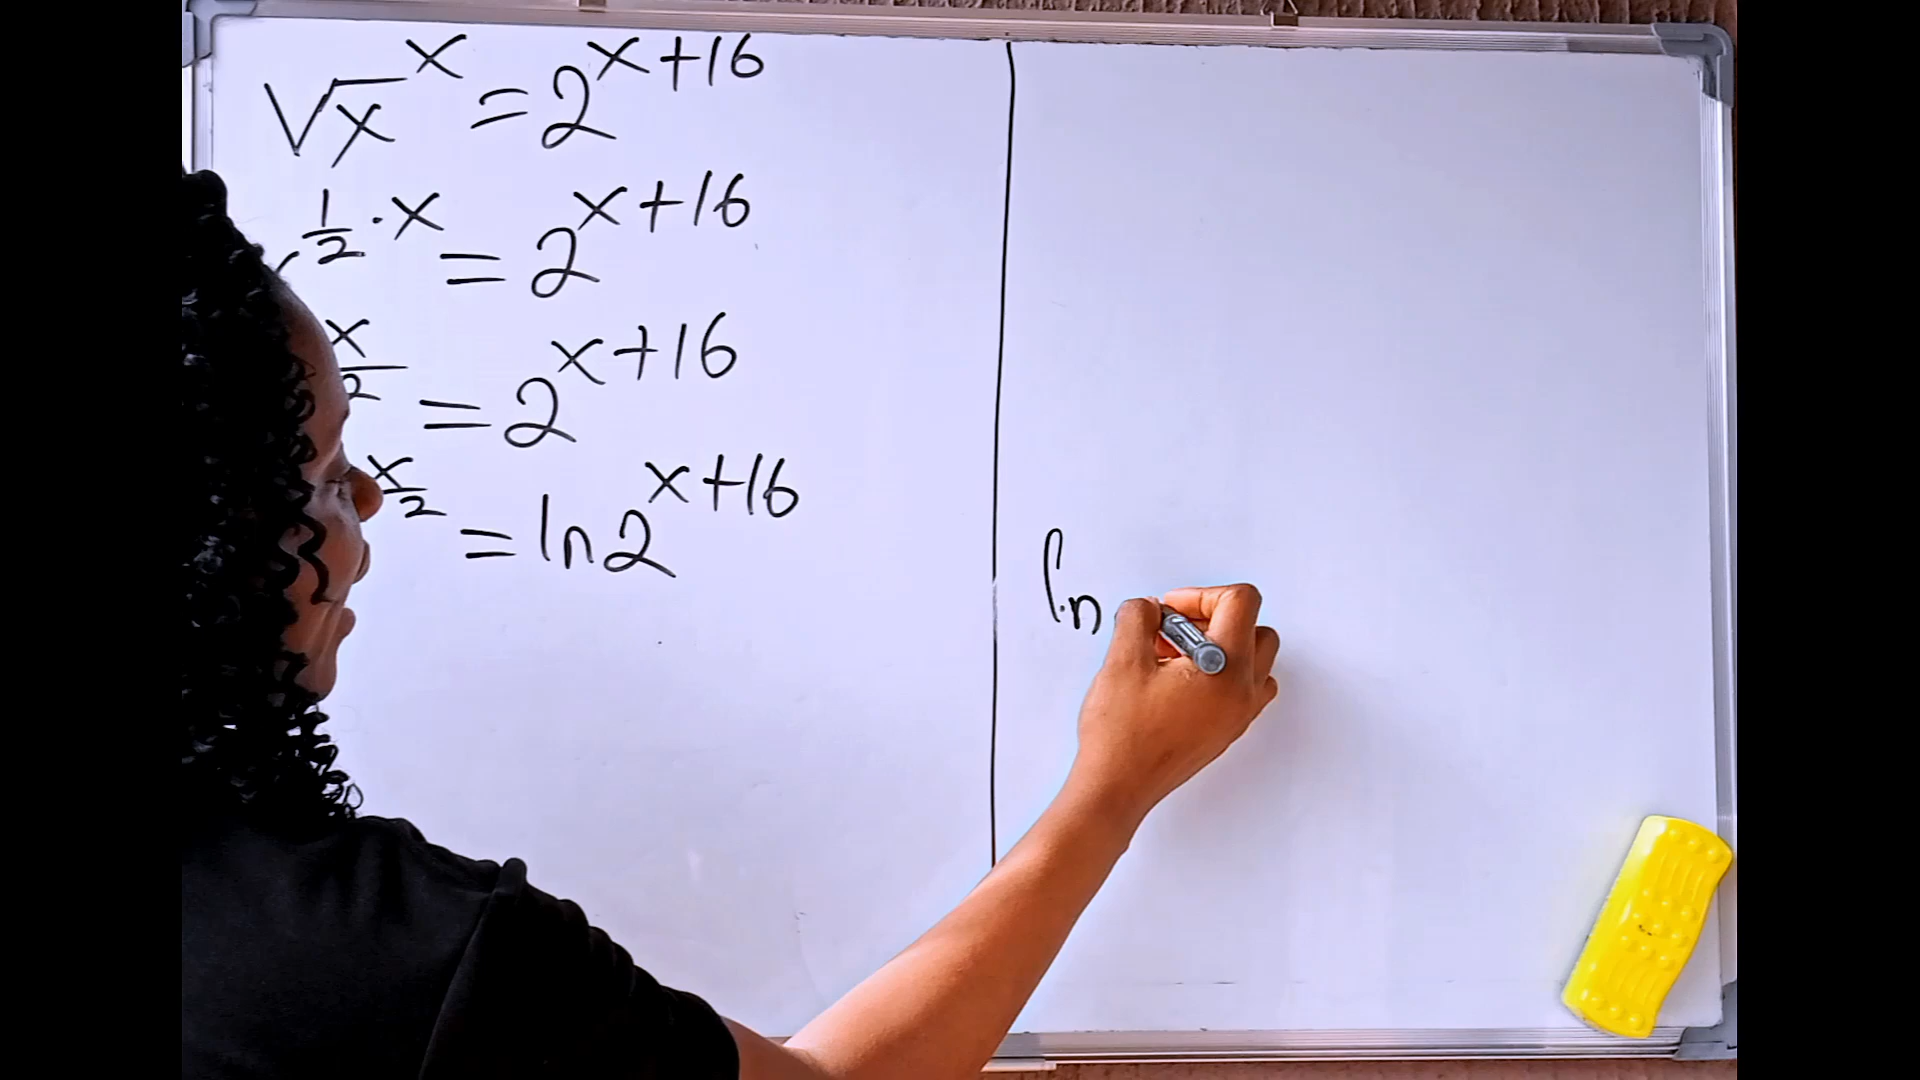 √x^x = 2^x+16
1/2 · x = 2^x+16
x/2 = 2^x+16
x/2 = ln2^x+16
ln